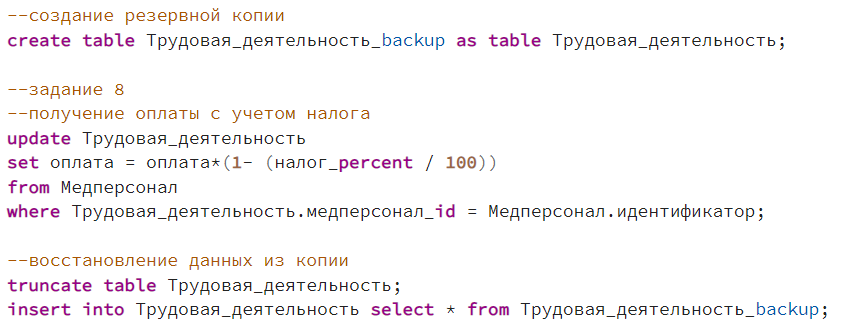 --создание резервной копии
create table Трудовая_деятельность_backup as table Трудовая_деятельность;
--задание 8
--получение оплаты с учетом налога
update Трудовая_деятельность
set оплата = оплата*(1- (налог_percent / 100))
from Медперсонал
where Трудовая_деятельность.медперсонал_id = Медперсонал.идентификатор;
--восстановление данных из копии
truncate table Трудовая_деятельность;
insert into Трудовая_деятельность select * from Трудовая_деятельность_backup;